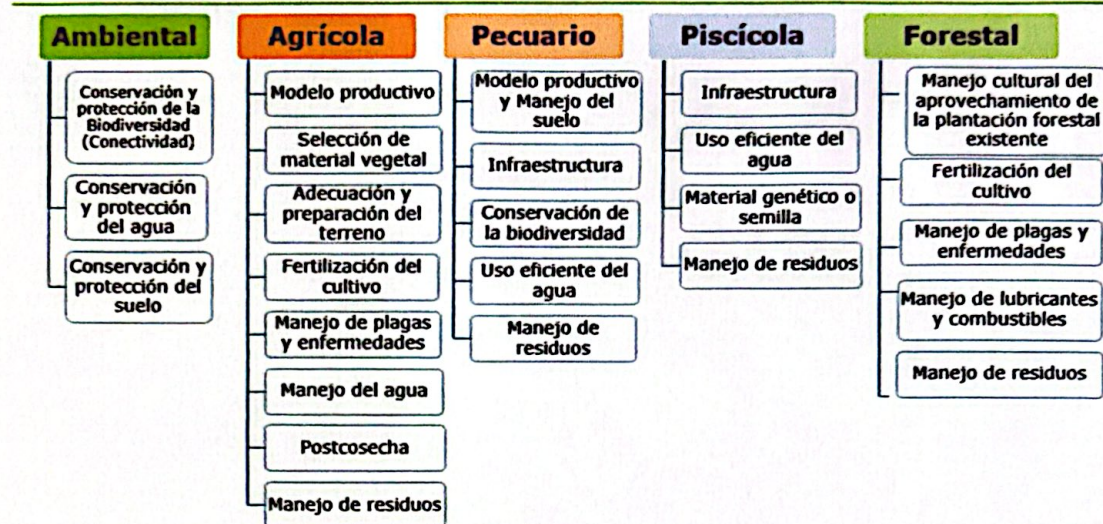 Ambiental
Conservación y
protección de la
Biodiversidad
(Conectividad)
Conservación
y protección
del agua
Conservación y
protección del
suelo
Agrícola
Modelo productivo
Selección de
material vegetal
Adecuación y
preparación del
terreno
Fertilización del
cultivo
Manejo de plagas
y enfermedades
Manejo del agua
Postcosecha
Manejo de residuos
Pecuario
Modelo productivo
y Manejo del
suelo
Infraestructura
Conservación de
la biodiversidad
Uso eficiente del
agua
Manejo de
residuos
Piscícola
Infraestructura
Uso eficiente del
agua
Material genético o
semilla
Manejo de residuos
Forestal
Manejo cultural del
aprovechamiento de
la plantación forestal
existente
Fertilización del
cultivo
Manejo de plagas y
enfermedades
Manejo de lubricantes
y combustibles
Manejo de residuos